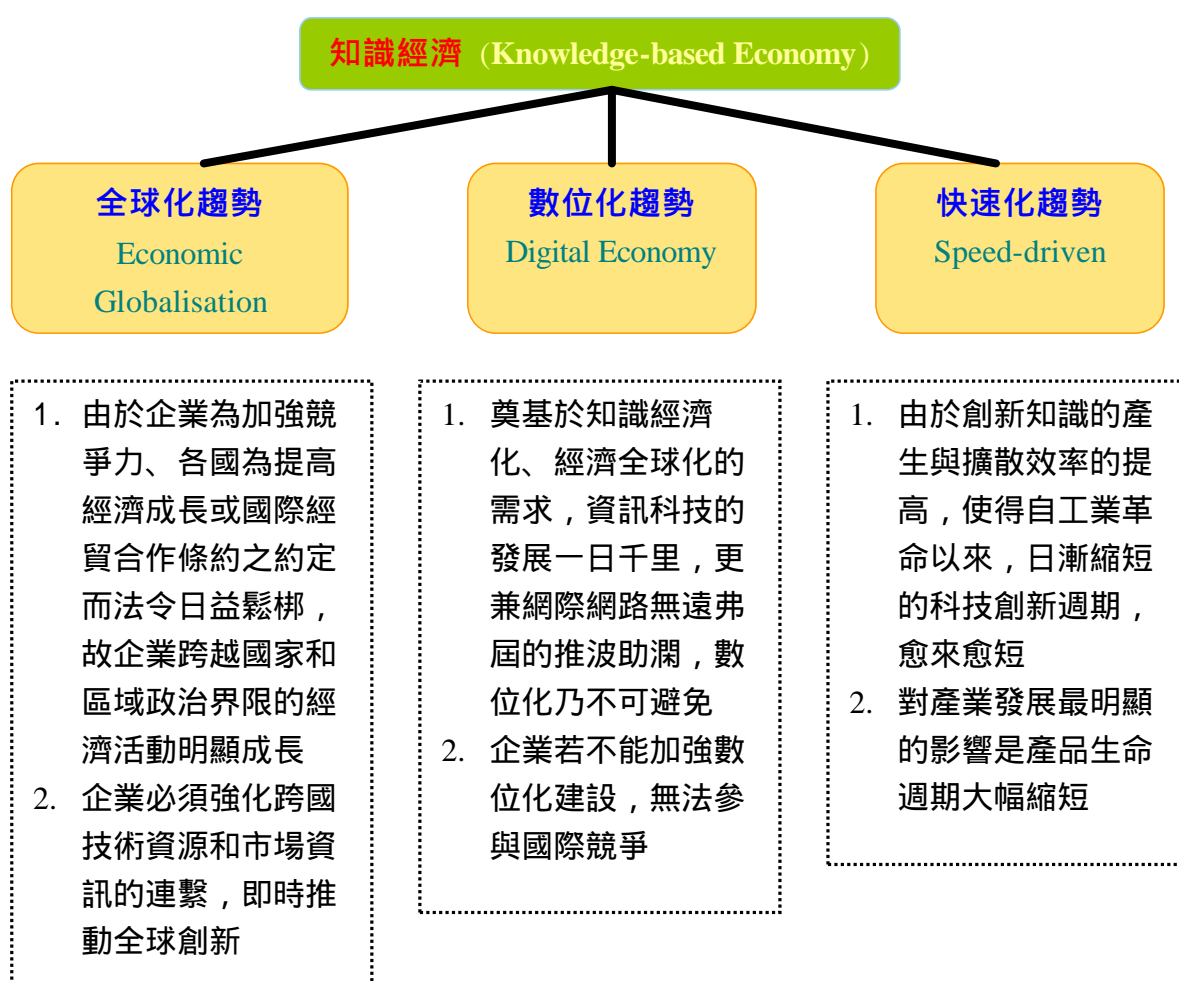 知識經濟（Knowledge-based Economy）
全球化趨勢
Economic
Globalisation
數位化趨勢
Digital Economy
快速化趨勢
Speed-driven
1. 由於企業為加強競
爭力、各國為提高
經濟成長或國際經
貿合作條約之約定
而法令日益鬆梆，
故企業跨越國家和
區域政治界限的經
濟活動明顯成長
2. 企業必須強化跨國
技術資源和市場資
訊的連繫，即時推
動全球創新
1. 奠基於知識經濟
化、經濟全球化的
需求，資訊科技的
發展一日千里，更
兼網際網路無遠弗
屆的推波助瀾，數
位化乃不可避免
2. 企業若不能加強數
位化建設，無法參
與國際競爭
1. 由於創新知識的產
生與擴散效率的提
高，使得自工業革
命以來，日漸縮短
的科技創新週期，
愈來愈短
2. 對產業發展最明顯
的影響是產品生命
週期大幅縮短